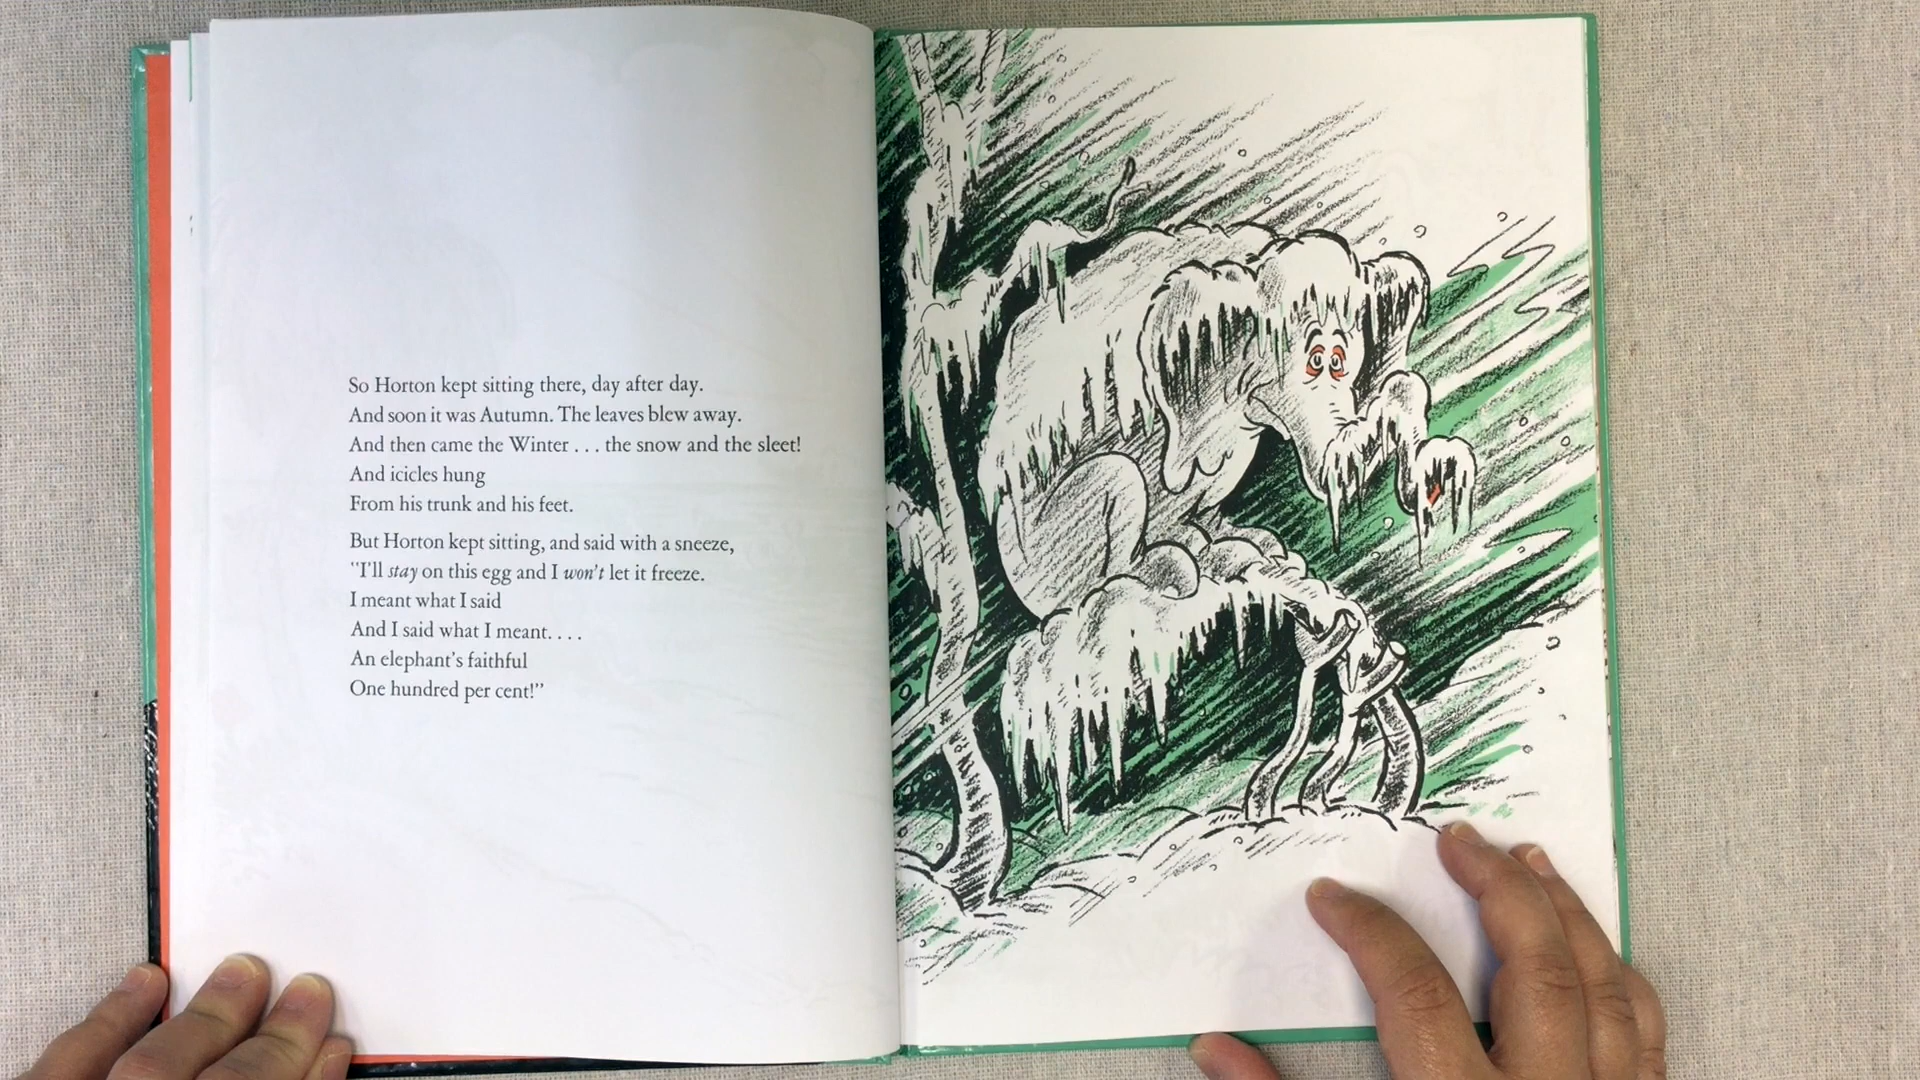 So Horton kept sitting there, day after day.
And soon it was Autumn. The leaves blew away.
And then came the Winter . . . the snow and the sleet!
And icicles hung
From his trunk and his feet.
But Horton kept sitting, and said with a sneeze,
"I'll stay on this egg and I won't let it freeze.
I meant what I said
And I said what I meant. . . .
An elephant's faithful
One hundred per cent!"